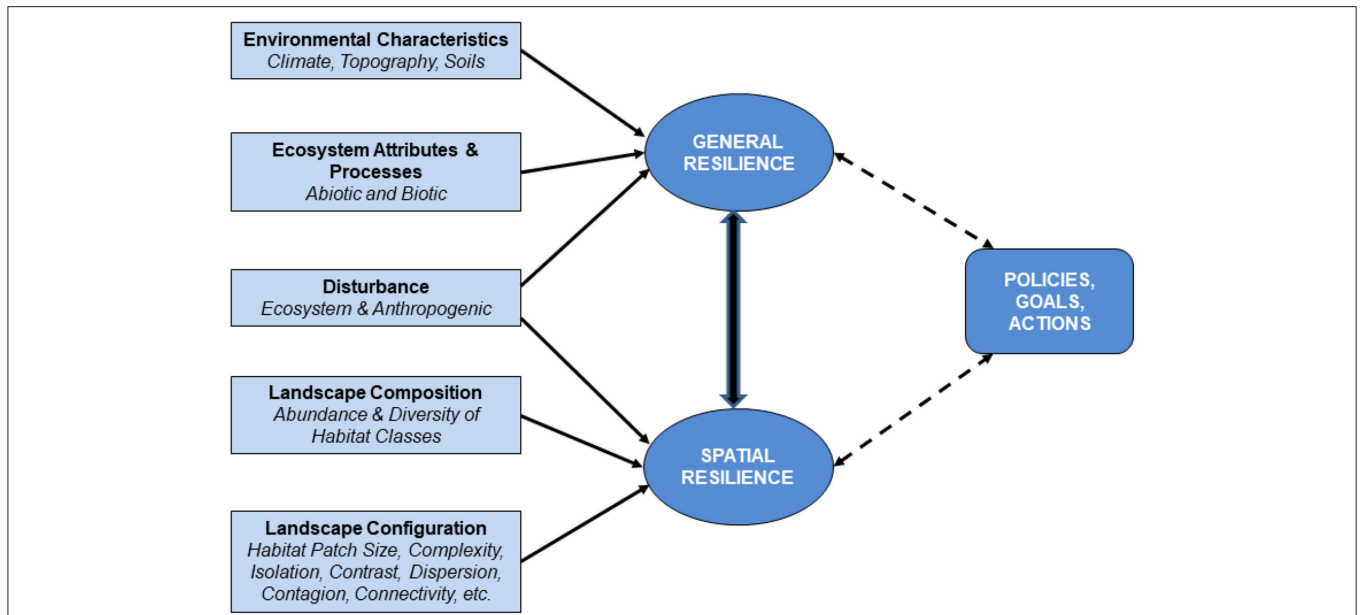 Environmental Characteristics
Climate, Topography, Soils
Ecosystem Attributes &
Processes
Abiotic and Biotic
Disturbance
Ecosystem & Anthropogenic
Landscape Composition
Abundance & Diversity of
Habitat Classes
Landscape Configuration
Habitat Patch Size, Complexity,
Isolation, Contrast, Dispersion,
Contagion, Connectivity, etc.
GENERAL
RESILIENCE
SPATIAL
RESILIENCE
POLICIES,
GOALS,
ACTIONS